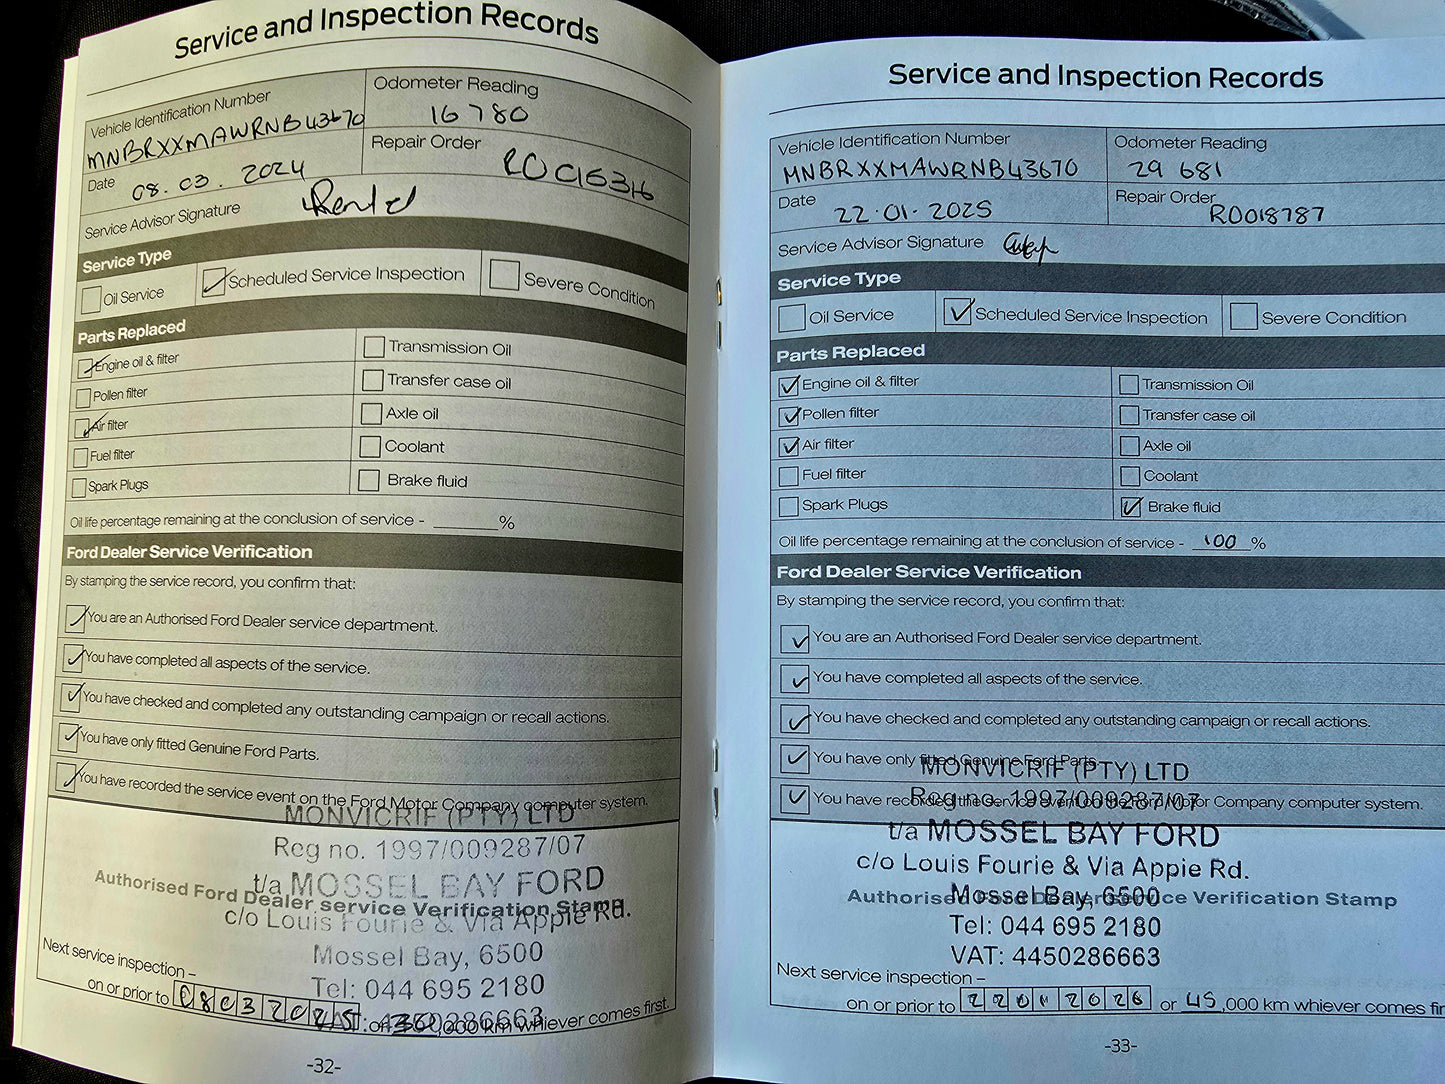 Service and Inspection Records
Vehicle Identification Number
MNBRXXMAWRNB43670
Odometer Reading
16 780
Date 08.03.2024
Repair Order
Service Advisor Signature
Service Type
Oil Service
Scheduled Service Inspection
Severe Condition
Parts Replaced
Engine oil & filter
Transmission Oil
Pollen filter
Transfer case oil
Air filter
Axle oil
Fuel filter
Coolant
Spark Plugs
Brake fluid
Oil life percentage remaining at the conclusion of service - ______%
Ford Dealer Service Verification
By stamping the service record, you confirm that:
You are an Authorised Ford Dealer service department.
You have completed all aspects of the service.
You have checked and completed any outstanding campaign or recall actions.
You have only fitted Genuine Ford Parts.
You have recorded the service event on the Ford Motor Company computer system.
MONVICRIF (PTY) LTD
Reg no. 1997/009287/07
t/a MOSSEL BAY FORD
Authorised Ford Dealer service Verification Stamp
c/o Louis Fourie & Via Appie Rd.
Mossel Bay, 6500
Tel: 044 695 2180
VAT: 4450286663
Next service inspection –
on or prior to 08032025 or ,000 km whiever comes first.
-32-
Service and Inspection Records
Vehicle Identification Number
MNBRXXMAWRNB43670
Odometer Reading
29 681
Date 22.01.2025
Repair Order RO018787
Service Advisor Signature
Service Type
Oil Service
Scheduled Service Inspection
Severe Condition
Parts Replaced
Engine oil & filter
Transmission Oil
Pollen filter
Transfer case oil
Air filter
Axle oil
Fuel filter
Coolant
Spark Plugs
Brake fluid
Oil life percentage remaining at the conclusion of service - 100 %
Ford Dealer Service Verification
By stamping the service record, you confirm that:
You are an Authorised Ford Dealer service department.
You have completed all aspects of the service.
You have checked and completed any outstanding campaign or recall actions.
You have only fitted Genuine Ford Parts.
MONVICRIF (PTY) LTD
You have recorded the service event on the Ford Motor Company computer system.
Reg no. 1997/009287/07
t/a MOSSEL BAY FORD
c/o Louis Fourie & Via Appie Rd.
Authorised Ford Dealer service Verification Stamp
Mossel Bay, 6500
Tel: 044 695 2180
VAT: 4450286663
Next service inspection –
on or prior to 22012026 or 45 ,000 km whiever comes
-33-